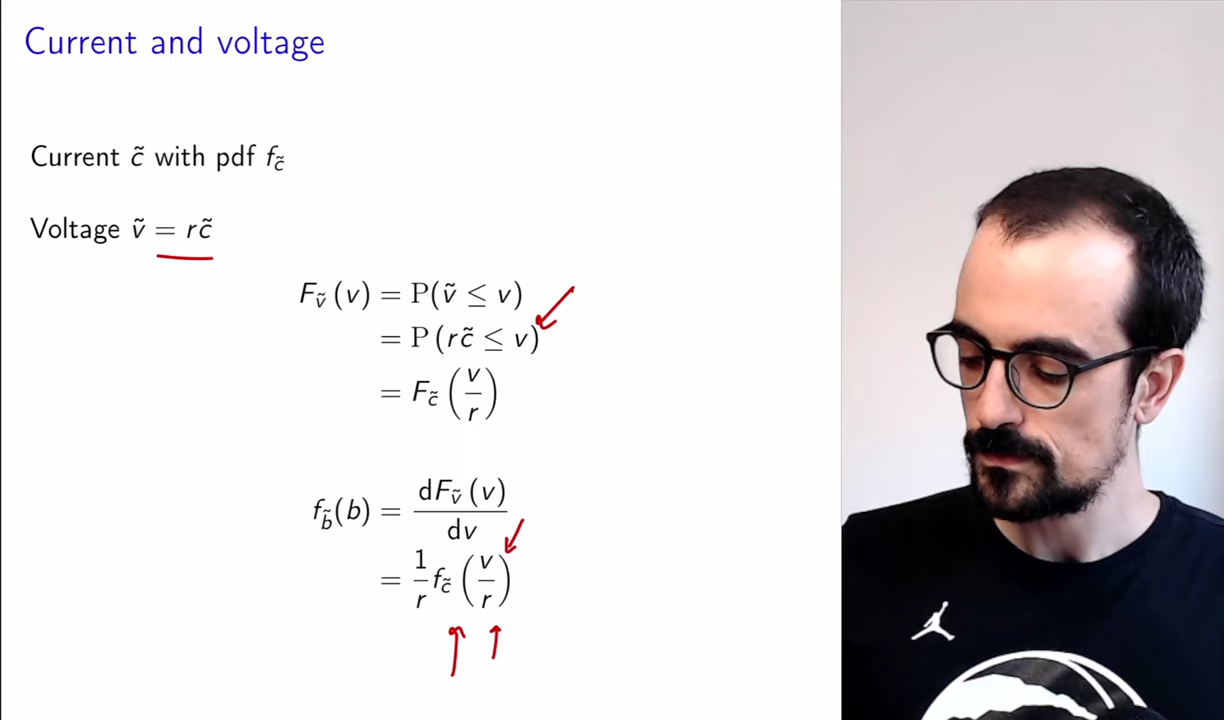 Current and voltage
Current c̃ with pdf f_c̃
Voltage ṽ = rc̃
F_ṽ (v) = P(ṽ ≤ v)
= P (rc̃ ≤ v)
= F_c̃ (v/r)
f_b̃(b) = dF_ṽ (v)/dv
= 1/r f_c̃ (v/r)